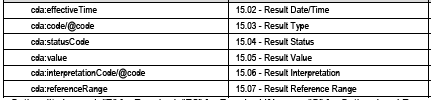 cda:effectiveTime 15.02 - Result Date/Time
cda:code/@code 15.03 - Result Type
cda:statusCode 15.04 - Result Status
cda:value 15.05 - Result Value
cda:interpretationCode/@code 15.06 - Result Interpretation
cda:referenceRange 15.07 - Result Reference Range